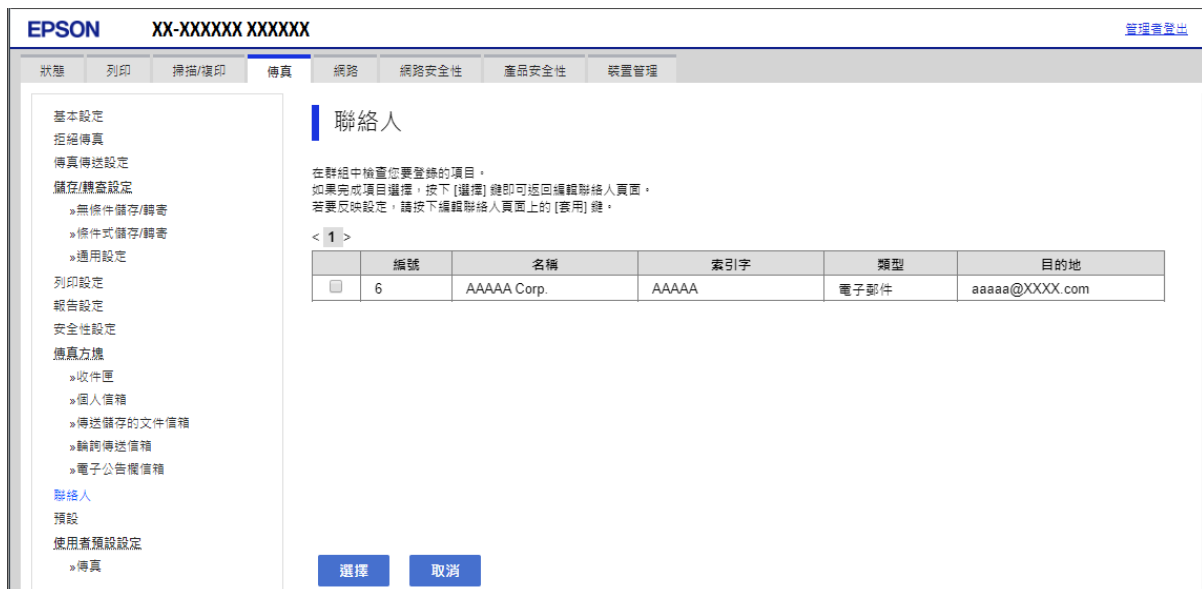 EPSON XX-XXXXXX XXXXXX 管理者登出
狀態 列印 掃描/複印 傳真 網路 網路安全性 產品安全性 裝置管理
基本設定
拒絕傳真
傳真傳送設定
儲存/轉寄設定
»無條件儲存/轉寄
»條件式儲存/轉寄
»通用設定
列印設定
報告設定
安全性設定
傳真方塊
»收件匣
»個人信箱
»傳送儲存的文件信箱
»輪詢傳送信箱
»電子公告欄信箱
聯絡人
預設
使用者預設設定
»傳真
聯絡人
在群組中檢查您要登錄的項目。
如果完成項目選擇，按下 [選擇] 鍵即可返回編輯聯絡人頁面。
若要反映設定，請按下編輯聯絡人頁面上的 [套用] 鍵。
< 1 >
編號 名稱 索引字 類型 目的地
6 AAAAA Corp. AAAAA 電子郵件 aaaaa@XXXX.com
選擇 取消